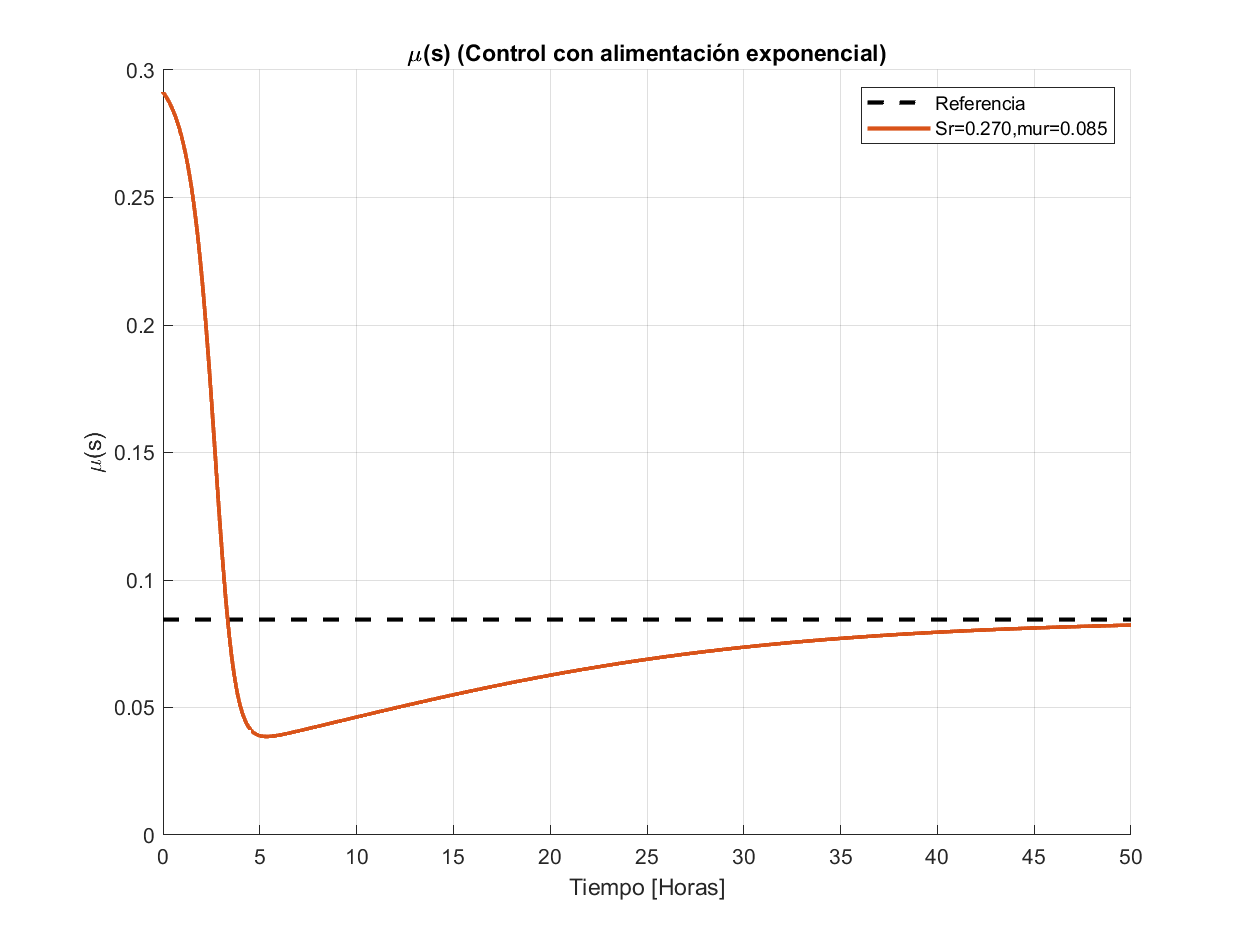 μ(s) (Control con alimentación exponencial)
0.3
0.25
0.2
0.15
0.1
0.05
0
μ(s)
Referencia
Sr=0.270,mur=0.085
0 5 10 15 20 25 30 35 40 45 50
Tiempo [Horas]